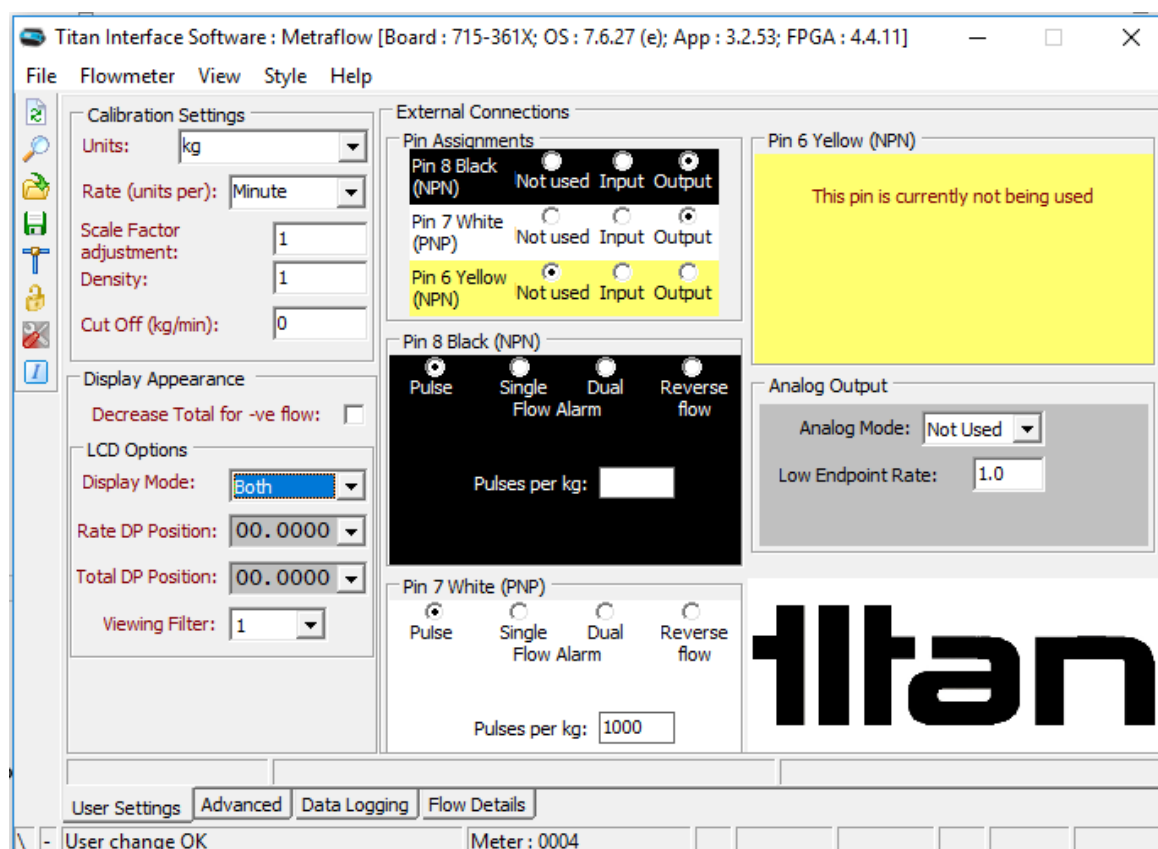 Titan Interface Software : Metraflow [Board : 715-361X; OS : 7.6.27 (e); App : 3.2.53; FPGA : 4.4.11]
File Flowmeter View Style Help
Calibration Settings
Units: kg
Rate (units per): Minute
Scale Factor
adjustment: 1
Density: 1
Cut Off (kg/min): 0
Display Appearance
Decrease Total for -ve flow:
LCD Options
Display Mode: Both
Rate DP Position: 00.0000
Total DP Position: 00.0000
Viewing Filter: 1
External Connections
Pin Assignments
Pin 8 Black
(NPN) Not used Input Output
Pin 7 White
(PNP) Not used Input Output
Pin 6 Yellow
(NPN) Not used Input Output
Pin 8 Black (NPN)
Pulse Single Dual Reverse
Flow Alarm flow
Pulses per kg:
Pin 7 White (PNP)
Pulse Single Dual Reverse
Flow Alarm flow
Pulses per kg: 1000
Pin 6 Yellow (NPN)
This pin is currently not being used
Analog Output
Analog Mode: Not Used
Low Endpoint Rate: 1.0
titan
User Settings Advanced Data Logging Flow Details
\ - User change OK Meter : 0004